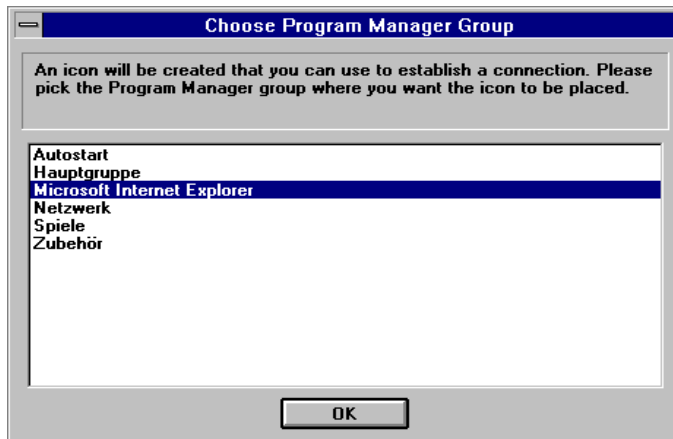 Choose Program Manager Group
An icon will be created that you can use to establish a connection. Please
pick the Program Manager group where you want the icon to be placed.
Autostart
Hauptgruppe
Microsoft Internet Explorer
Netzwerk
Spiele
Zubehör
OK